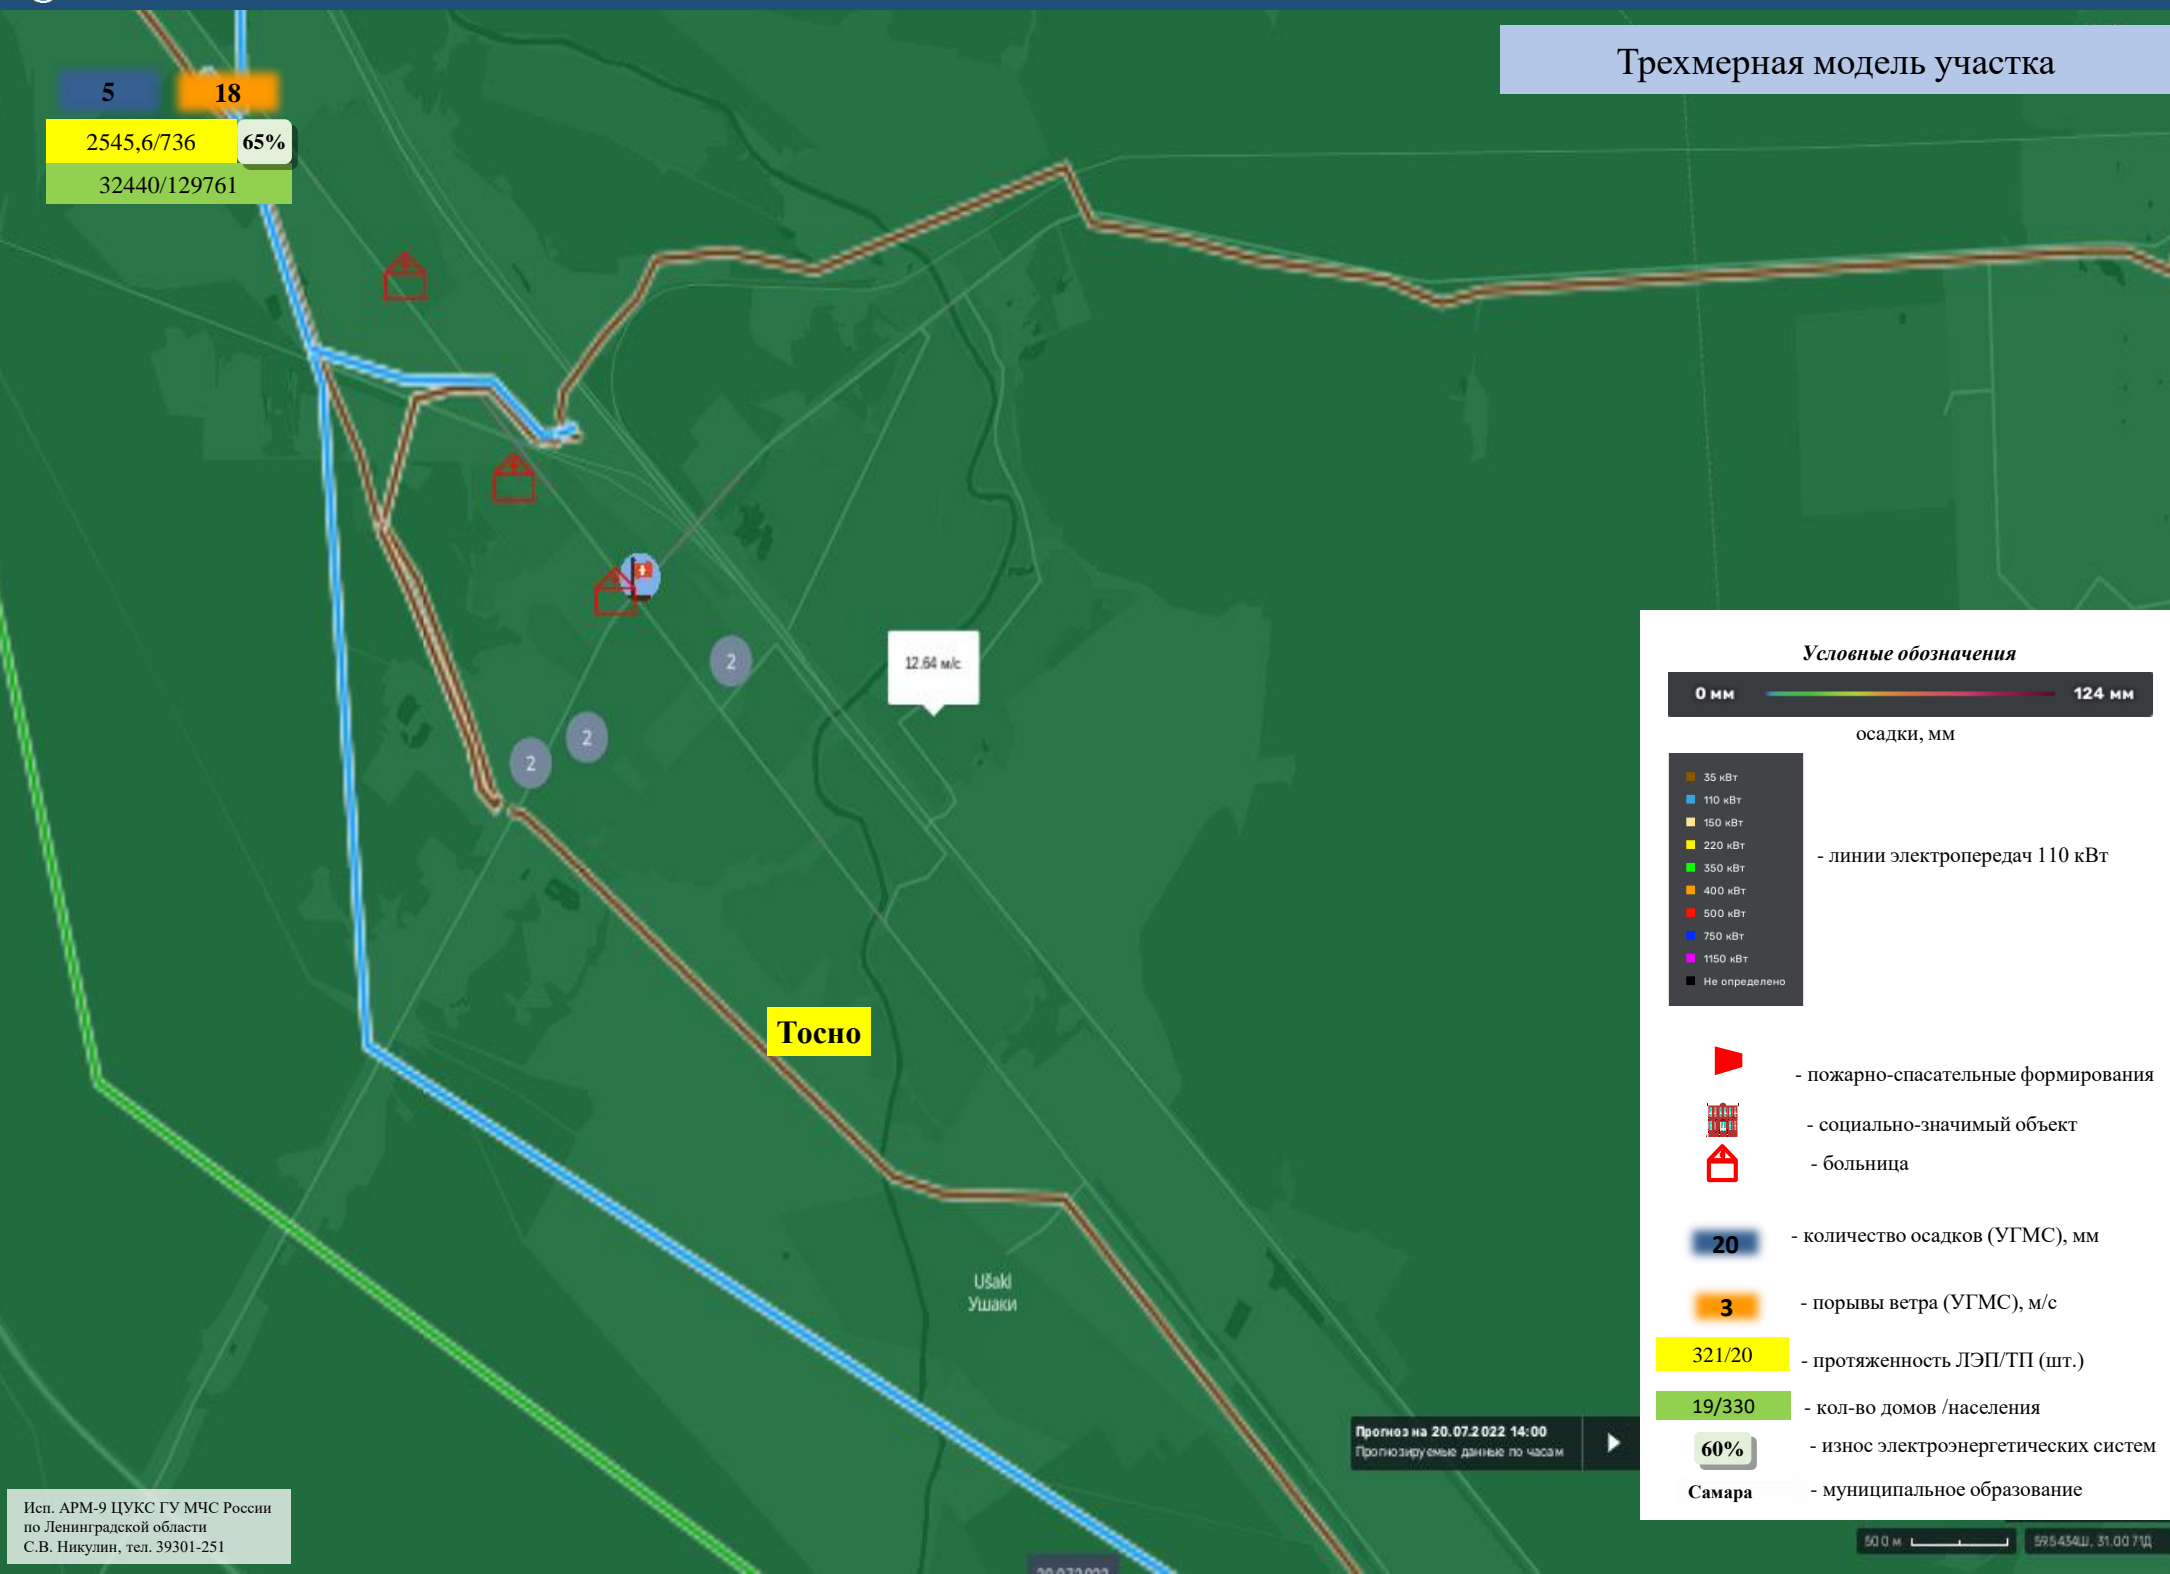 Трехмерная модель участка
5
18
2545,6/736
65%
32440/129761
2
12.64 м/с
2
2
Тосно
Ušaki
Ушаки
Условные обозначения
0 мм
124 мм
осадки, мм
35 кВт
110 кВт
150 кВт
220 кВт
350 кВт
400 кВт
500 кВт
750 кВт
1150 кВт
Не определено
- линии электропередач 110 кВт
- пожарно-спасательные формирования
- социально-значимый объект
- больница
20
- количество осадков (УГМС), мм
3
- порывы ветра (УГМС), м/с
321/20
- протяженность ЛЭП/ТП (шт.)
19/330
- кол-во домов /населения
60%
- износ электроэнергетических систем
Самара
- муниципальное образование
Прогноз на 20.07.2022 14:00
Прогнозируемые данные по часам
Исп. АРМ-9 ЦУКС ГУ МЧС России
по Ленинградской области
С.В. Никулин, тел. 39301-251
500 м